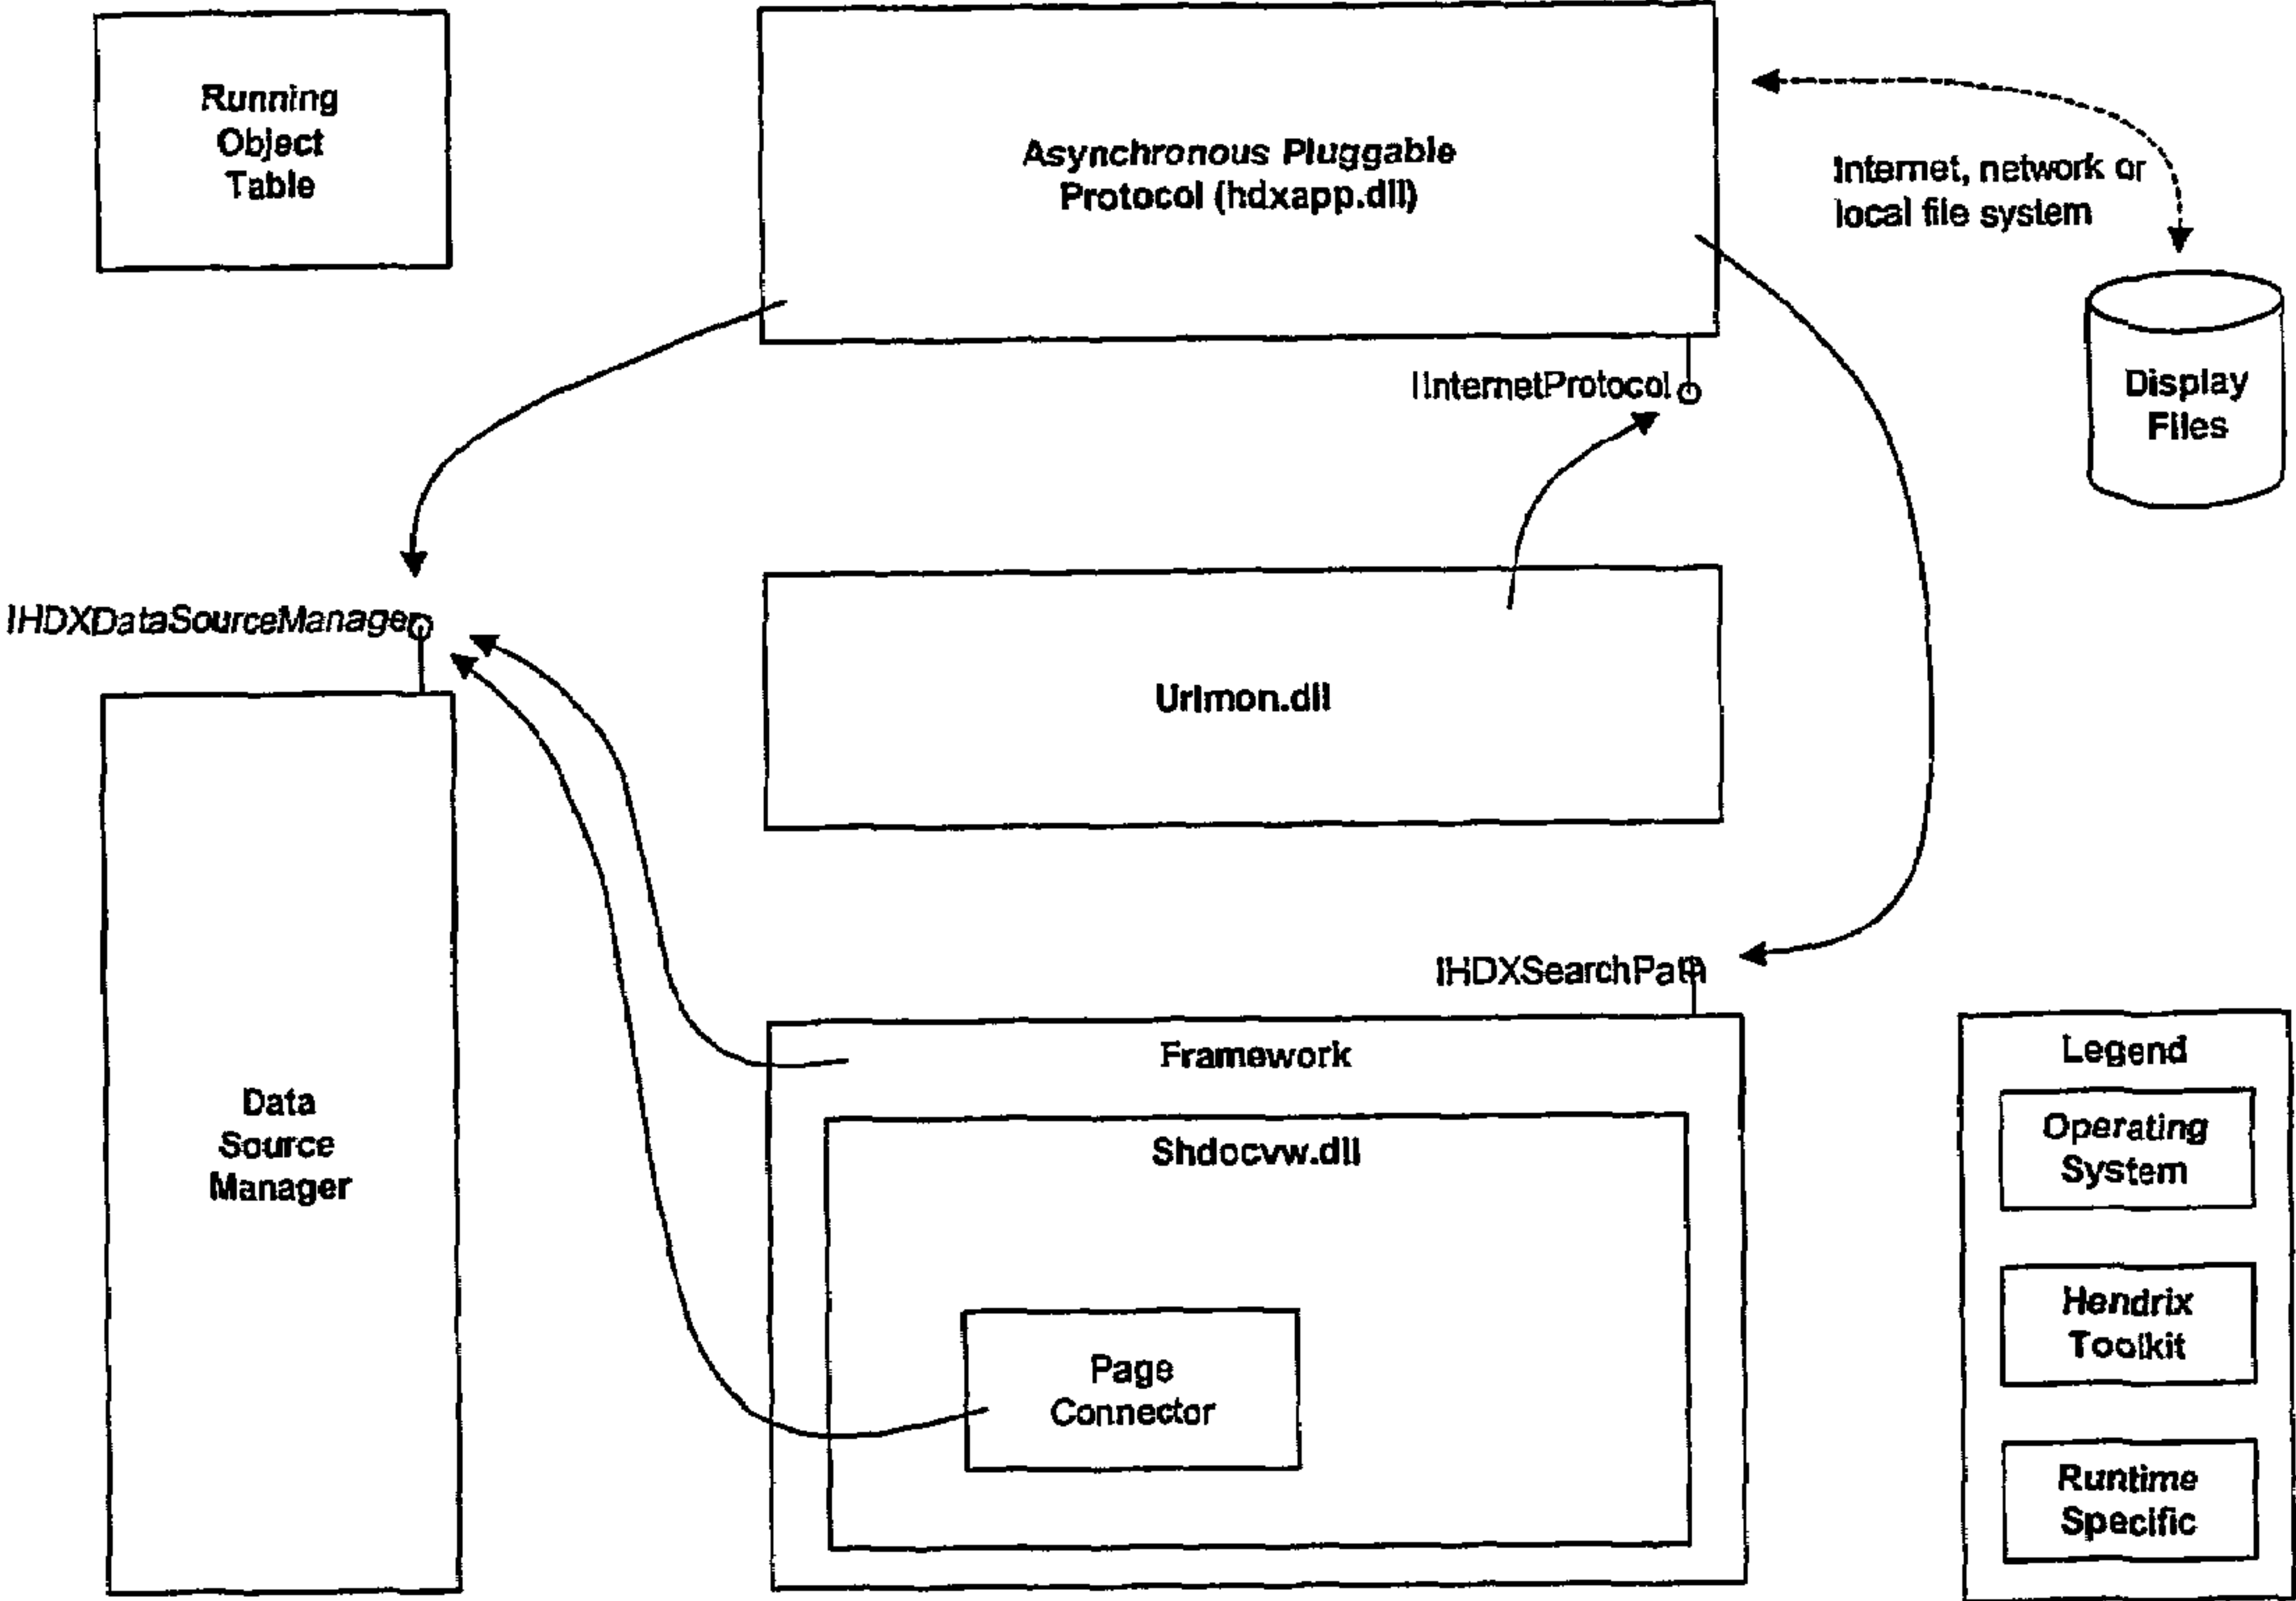 Running
Object
Table
Asynchronous Pluggable
Protocol (hdxapp.dll)
Internet, network or
local file system
Display
Files
IInternetProtocol
IHDXDataSourceManager
Urlmon.dll
IHDXSearchPath
Framework
Shdocvw.dll
Page
Connector
Data
Source
Manager
Legend
Operating
System
Hendrix
Toolkit
Runtime
Specific